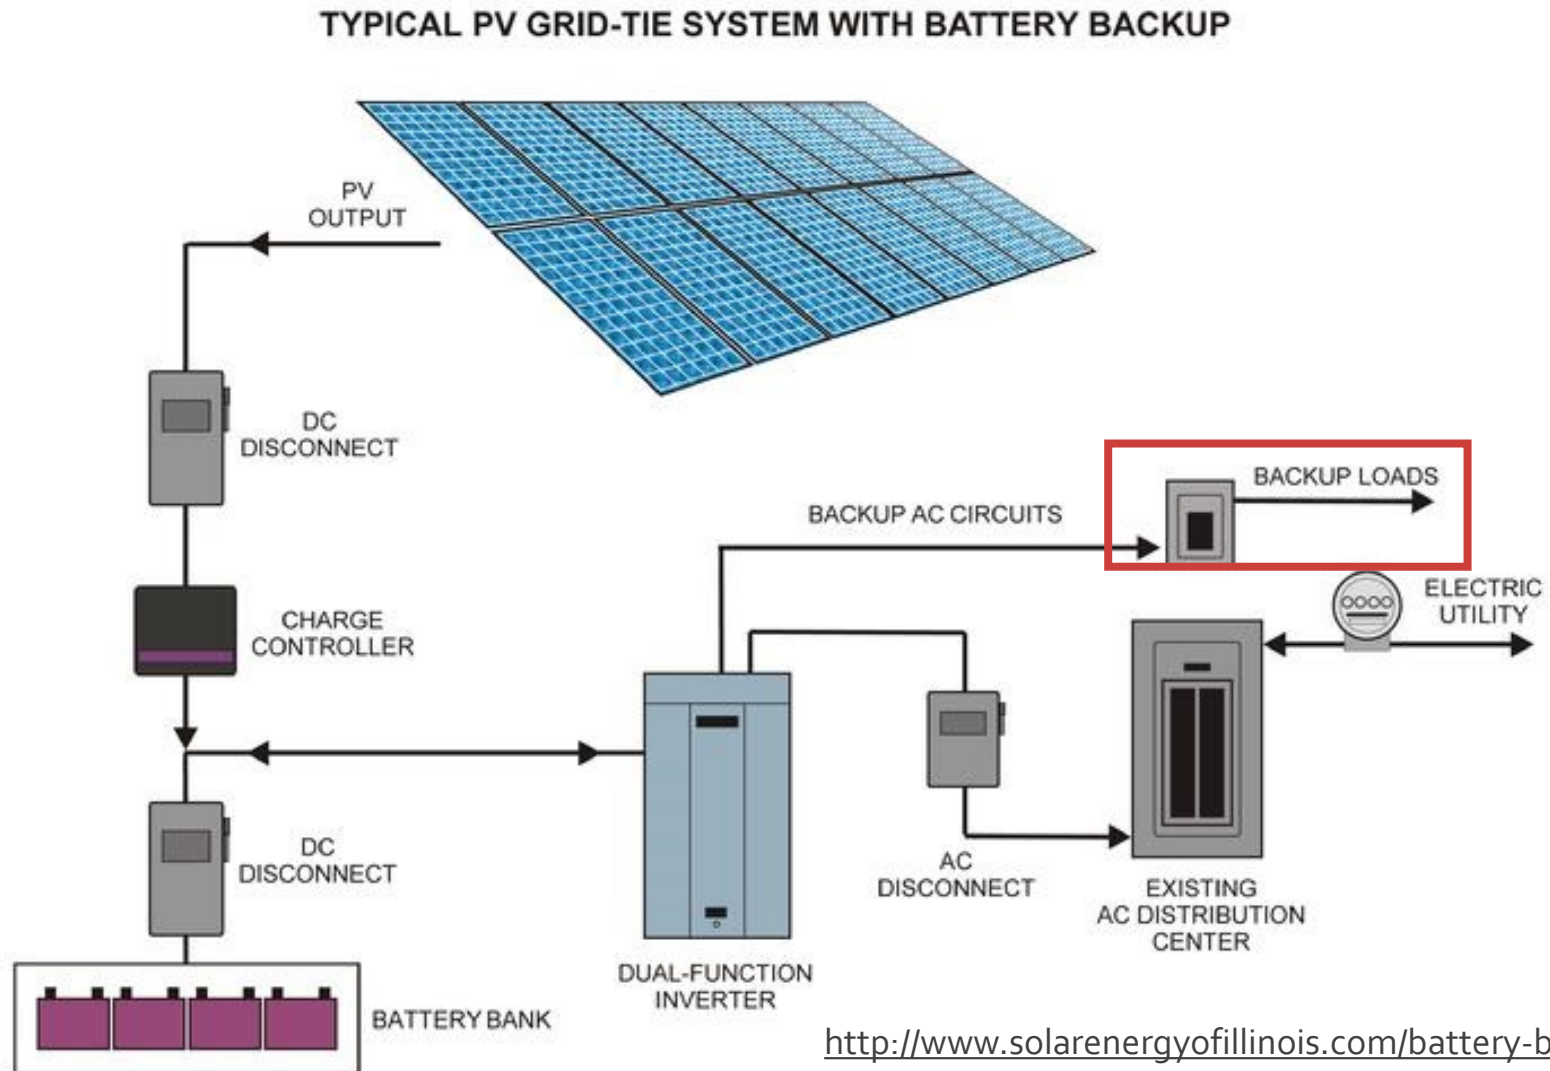 TYPICAL PV GRID-TIE SYSTEM WITH BATTERY BACKUP
PV
OUTPUT
DC
DISCONNECT
BACKUP LOADS
BACKUP AC CIRCUITS
ELECTRIC
UTILITY
CHARGE
CONTROLLER
DC
DISCONNECT
AC
DISCONNECT
EXISTING
AC DISTRIBUTION
CENTER
DUAL-FUNCTION
INVERTER
BATTERY BANK
http://www.solarenergyofillinois.com/battery-b